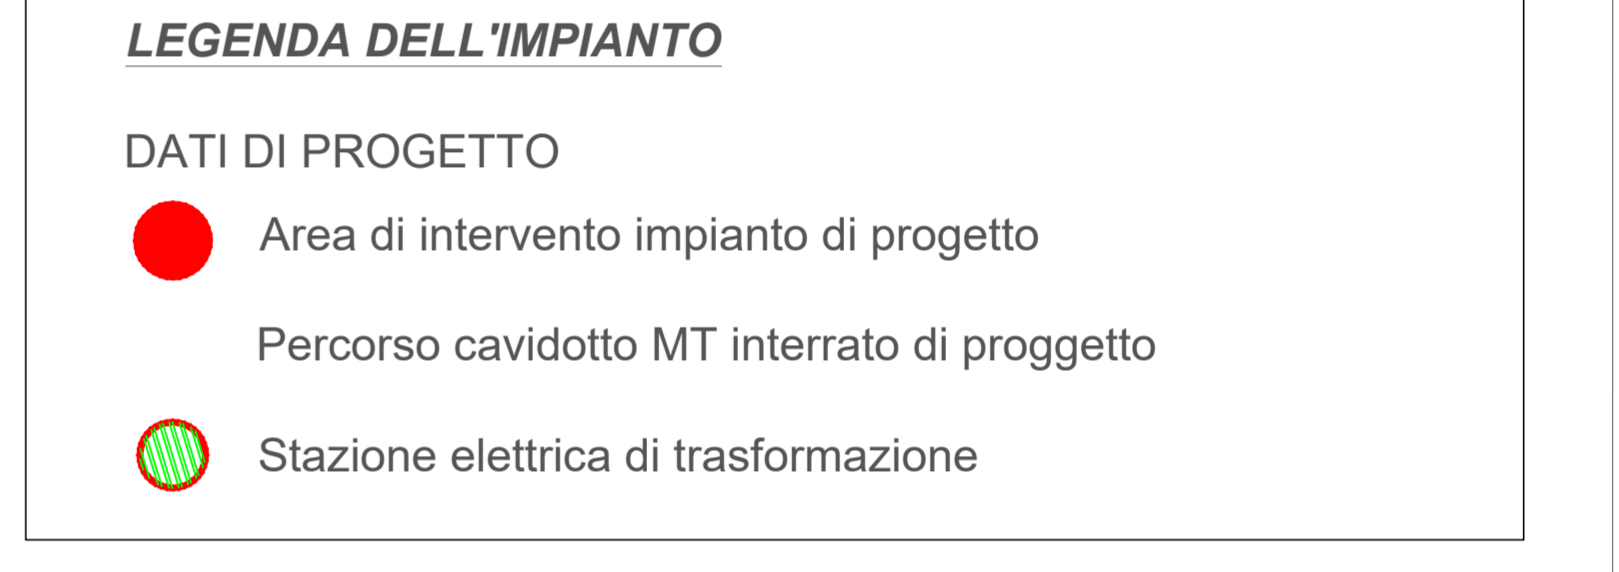 LEGENDA DELL'IMPIANTO
DATI DI PROGETTO
Area di intervento impianto di progetto
Percorso cavidotto MT interrato di proggetto
Stazione elettrica di trasformazione